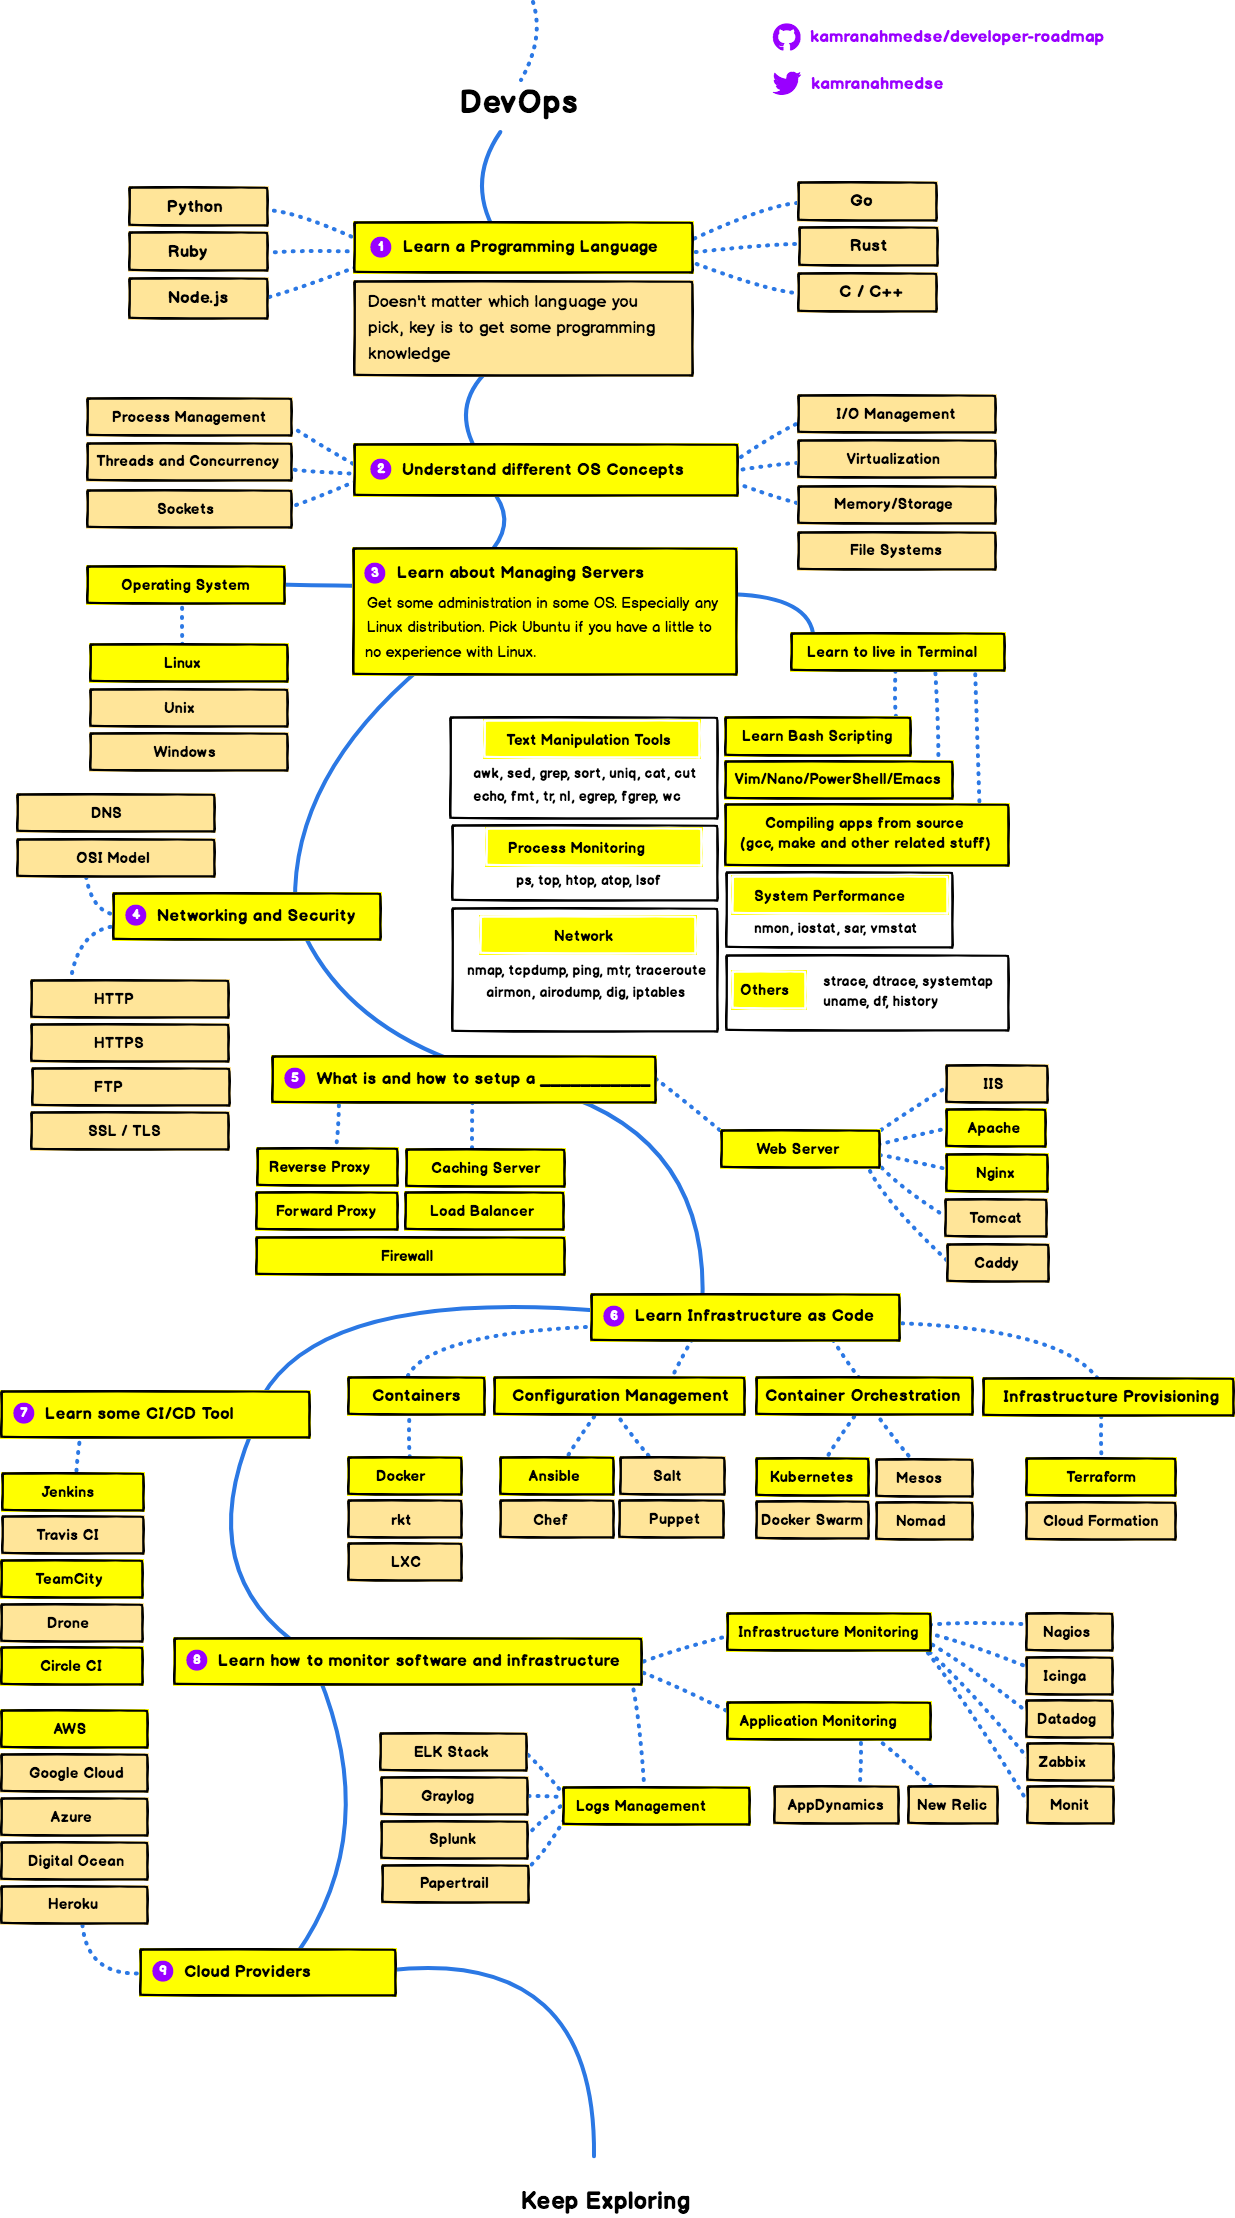 kamranahmedse/developer-roadmap
kamranahmedse
DevOps
Python
Ruby
Node.js
1 Learn a Programming Language
Doesn't matter which language you
pick, key is to get some programming
knowledge
Go
Rust
C / C++
Process Management
Threads and Concurrency
Sockets
2 Understand different OS Concepts
I/O Management
Virtualization
Memory/Storage
File Systems
3 Learn about Managing Servers
Get some administration in some OS. Especially any
Linux distribution. Pick Ubuntu if you have a little to
no experience with Linux.
Operating System
Linux
Unix
Windows
Learn to live in Terminal
Text Manipulation Tools
awk, sed, grep, sort, uniq, cat, cut
echo, fmt, tr, nl, egrep, fgrep, wc
Process Monitoring
ps, top, htop, atop, lsof
Network
nmap, tcpdump, ping, mtr, traceroute
airmon, airodump, dig, iptables
Learn Bash Scripting
Vim/Nano/PowerShell/Emacs
Compiling apps from source
(gcc, make and other related stuff)
System Performance
nmon, iostat, sar, vmstat
Others
strace, dtrace, systemtap
uname, df, history
DNS
OSI Model
4 Networking and Security
HTTP
HTTPS
FTP
SSL / TLS
5 What is and how to setup a ____________
Reverse Proxy
Caching Server
Forward Proxy
Load Balancer
Firewall
Web Server
IIS
Apache
Nginx
Tomcat
Caddy
6 Learn Infrastructure as Code
Containers
Docker
rkt
LXC
Configuration Management
Ansible
Salt
Chef
Puppet
Container Orchestration
Kubernetes
Mesos
Docker Swarm
Nomad
Infrastructure Provisioning
Terraform
Cloud Formation
7 Learn some CI/CD Tool
Jenkins
Travis CI
TeamCity
Drone
Circle CI
8 Learn how to monitor software and infrastructure
Infrastructure Monitoring
Nagios
Icinga
Datadog
Zabbix
Monit
Application Monitoring
AppDynamics
New Relic
Logs Management
ELK Stack
Graylog
Splunk
Papertrail
AWS
Google Cloud
Azure
Digital Ocean
Heroku
9 Cloud Providers
Keep Exploring